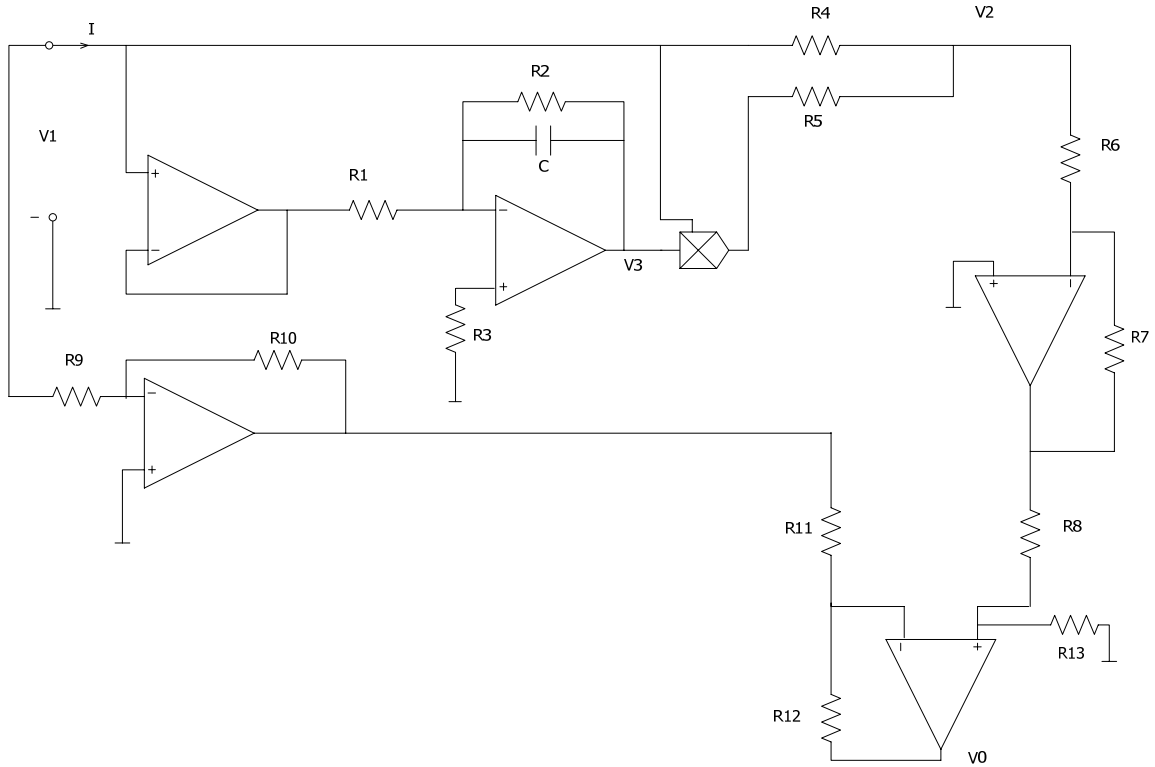 I
R4
V2
R2
R5
V1
C
R6
R1
+
−
−
−
V3
+
−
+
R3
R7
R10
R9
−
+
R11
R8
−
+
R13
R12
V0